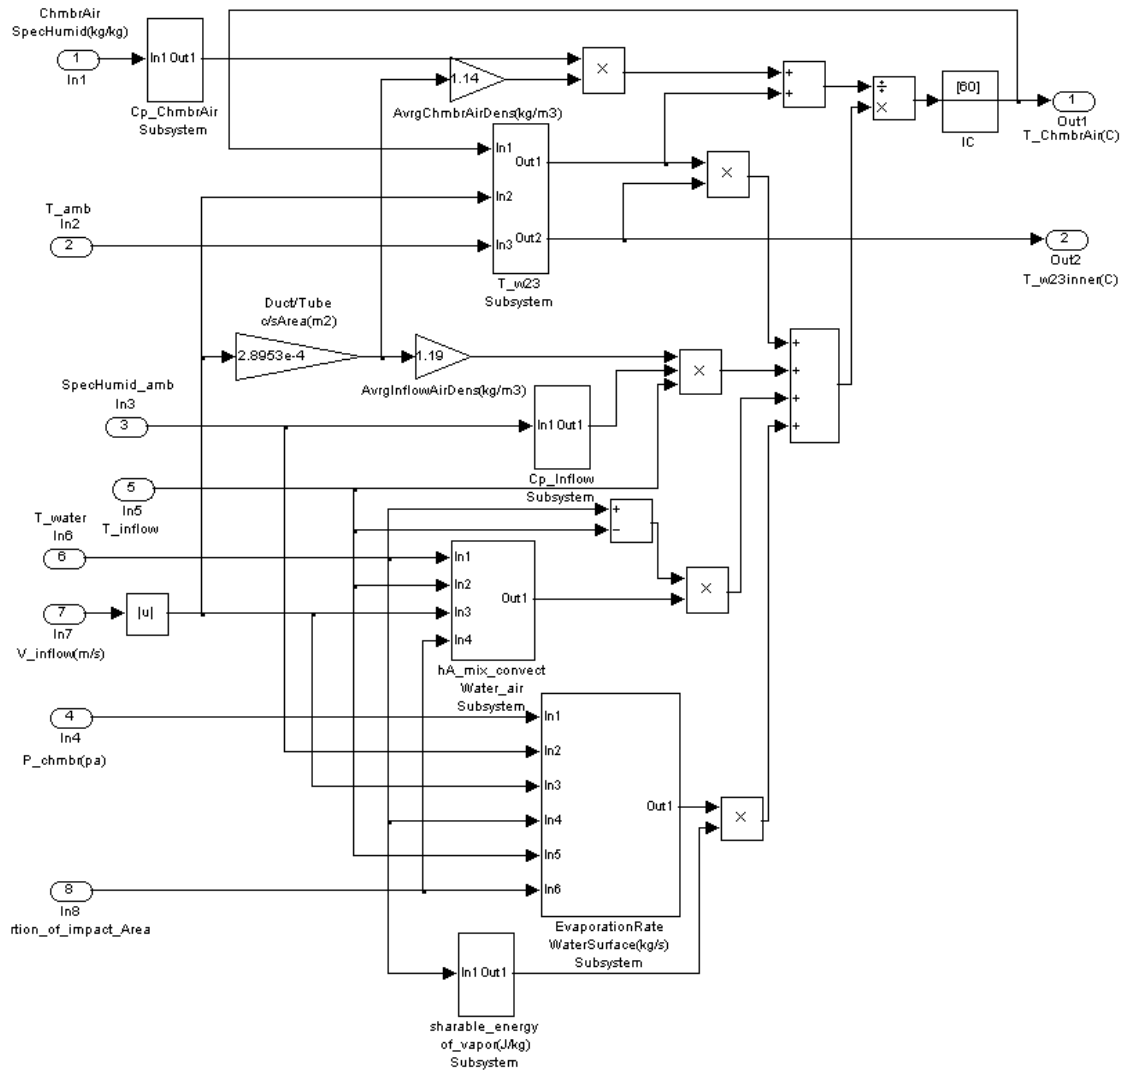 ChmbrAir
SpecHumid(kg/kg)
1
In1
In1 Out1
Cp_ChmbrAir
Subsystem
1.14
AvrgChmbrAirDens(kg/m3)
×
+
+
÷
×
[60]
IC
1
Out1
T_ChmbrAir(C)
In1
In2
In3
Out1
Out2
T_w23
Subsystem
×
T_amb
In2
2
2
Out2
T_w23inner(C)
Duct/Tube
c/sArea(m2)
2.8953e-4
1.19
AvrgInflowAirDens(kg/m3)
×
+
+
+
+
SpecHumid_amb
In3
3
In1 Out1
Cp_Inflow
Subsystem
5
In5
T_inflow
+
−
T_water
In6
6
In1
In2
In3
In4
Out1
hA_mix_convect
Water_air
Subsystem
×
7
In7
V_inflow(m/s)
|u|
4
In4
P_chmbr(pa)
In1
In2
In3
In4
In5
In6
Out1
EvaporationRate
WaterSurface(kg/s)
Subsystem
×
8
In8
rtion_of_impact_Area
In1 Out1
sharable_energy
of_vapor(J/kg)
Subsystem